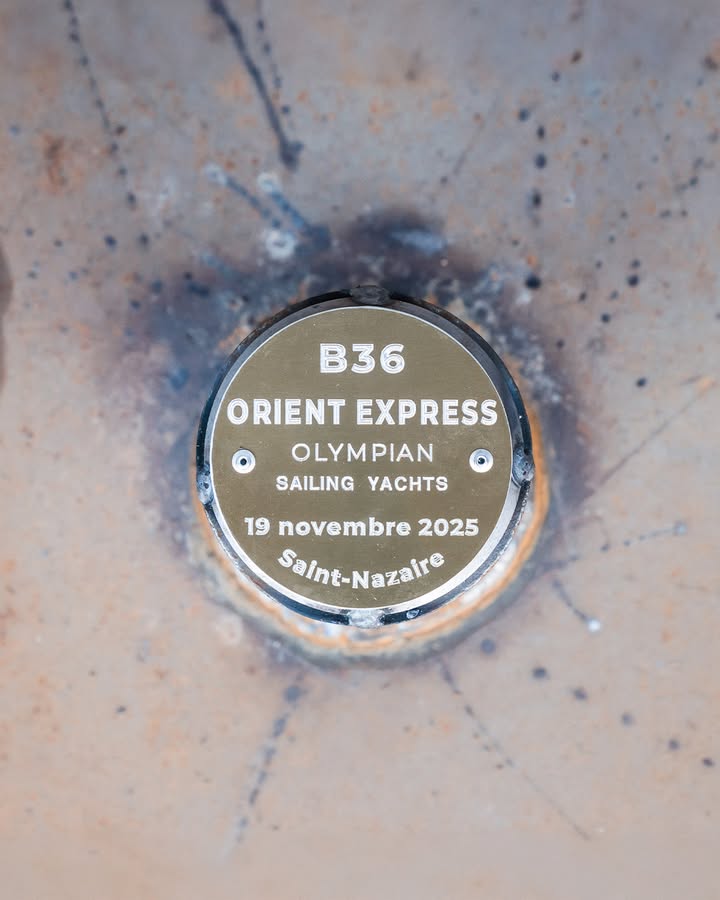 B36
ORIENT EXPRESS
OLYMPIAN
SAILING YACHTS
19 novembre 2025
Saint-Nazaire